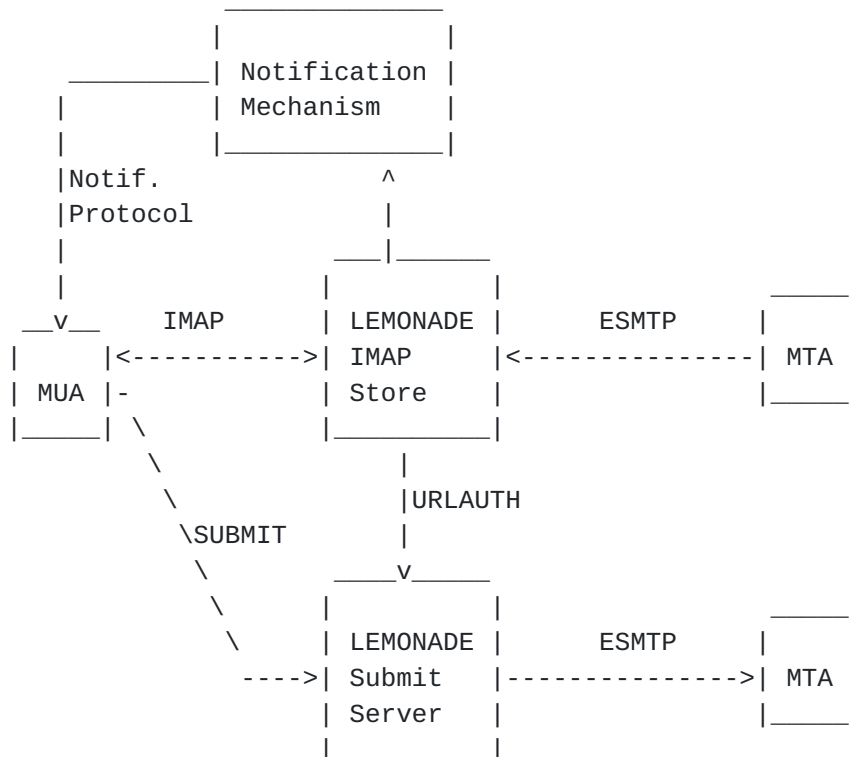 Notification
Mechanism
Notif.
Protocol
IMAP LEMONADE ESMTP
IMAP MTA
MUA Store
URLAUTH
SUBMIT
LEMONADE ESMTP
Submit MTA
Server